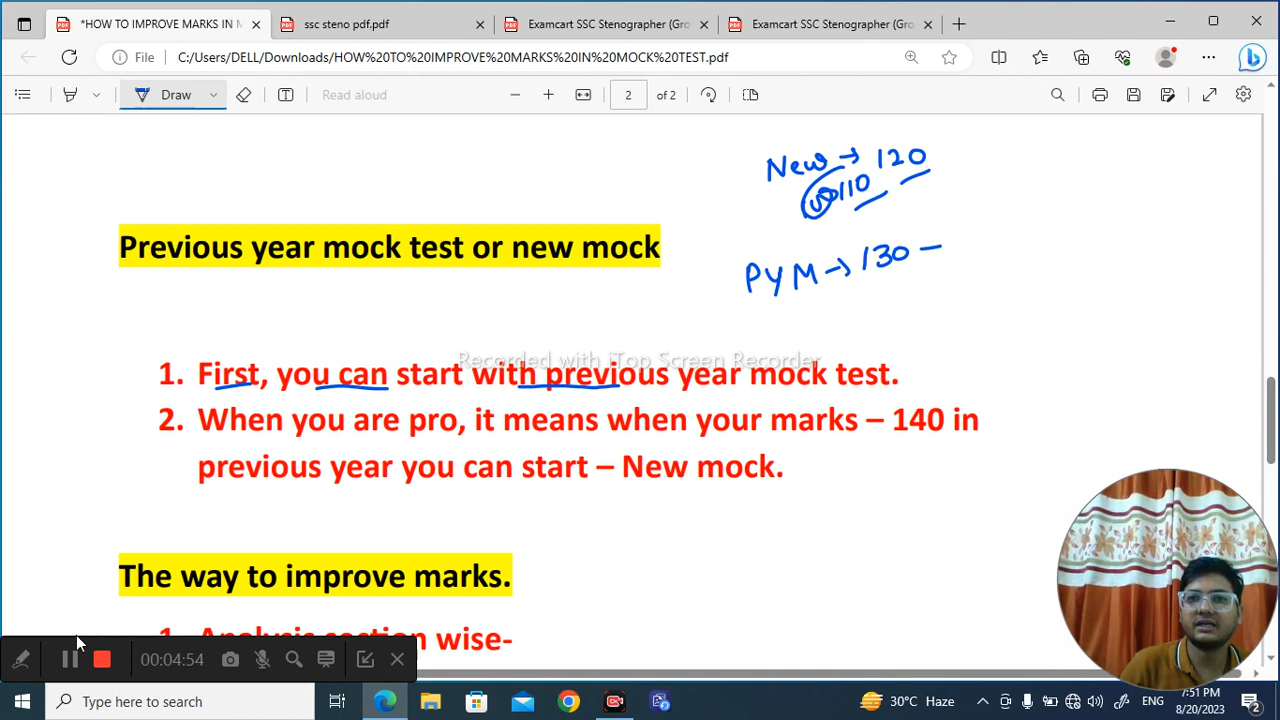 *HOW TO IMPROVE MARKS IN M
ssc steno pdf.pdf
Examcart SSC Stenographer (Gro
Examcart SSC Stenographer (Gro
File
C:/Users/DELL/Downloads/HOW%20TO%20IMPROVE%20MARKS%20IN%20MOCK%20TEST.pdf
Draw
Read aloud
2 of 2
New → 120
110
PYM → 130 –
Previous year mock test or new mock
Recorded with iTop Screen Recorder
1. First, you can start with previous year mock test.
2. When you are pro, it means when your marks – 140 in
previous year you can start – New mock.
The way to improve marks.
1. Analysis section wise-
00:04:54
Type here to search
30°C Haze
7:51 PM
8/20/2023
2